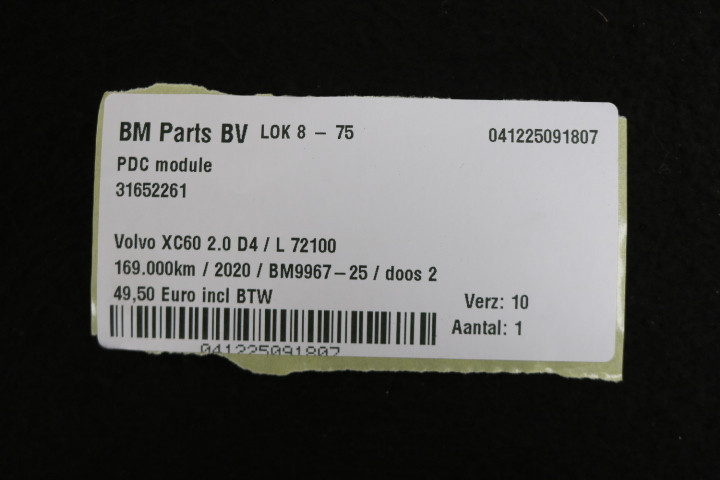 BM Parts BV LOK 8 - 75 041225091807
PDC module
31652261
Volvo XC60 2.0 D4 / L 72100
169.000km / 2020 / BM9967-25 / doos 2
49,50 Euro incl BTW
Verz: 10
Aantal: 1
041225091807